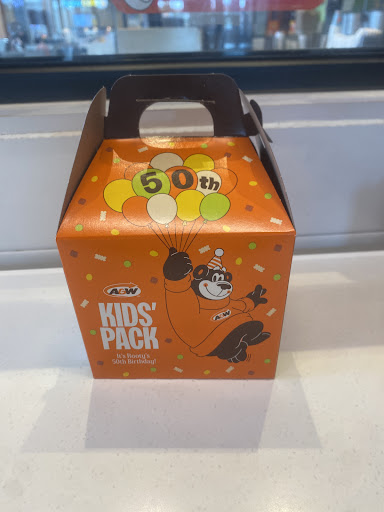 50th
A&W
KIDS'
PACK
It's Rooty's
50th Birthday!
A&W